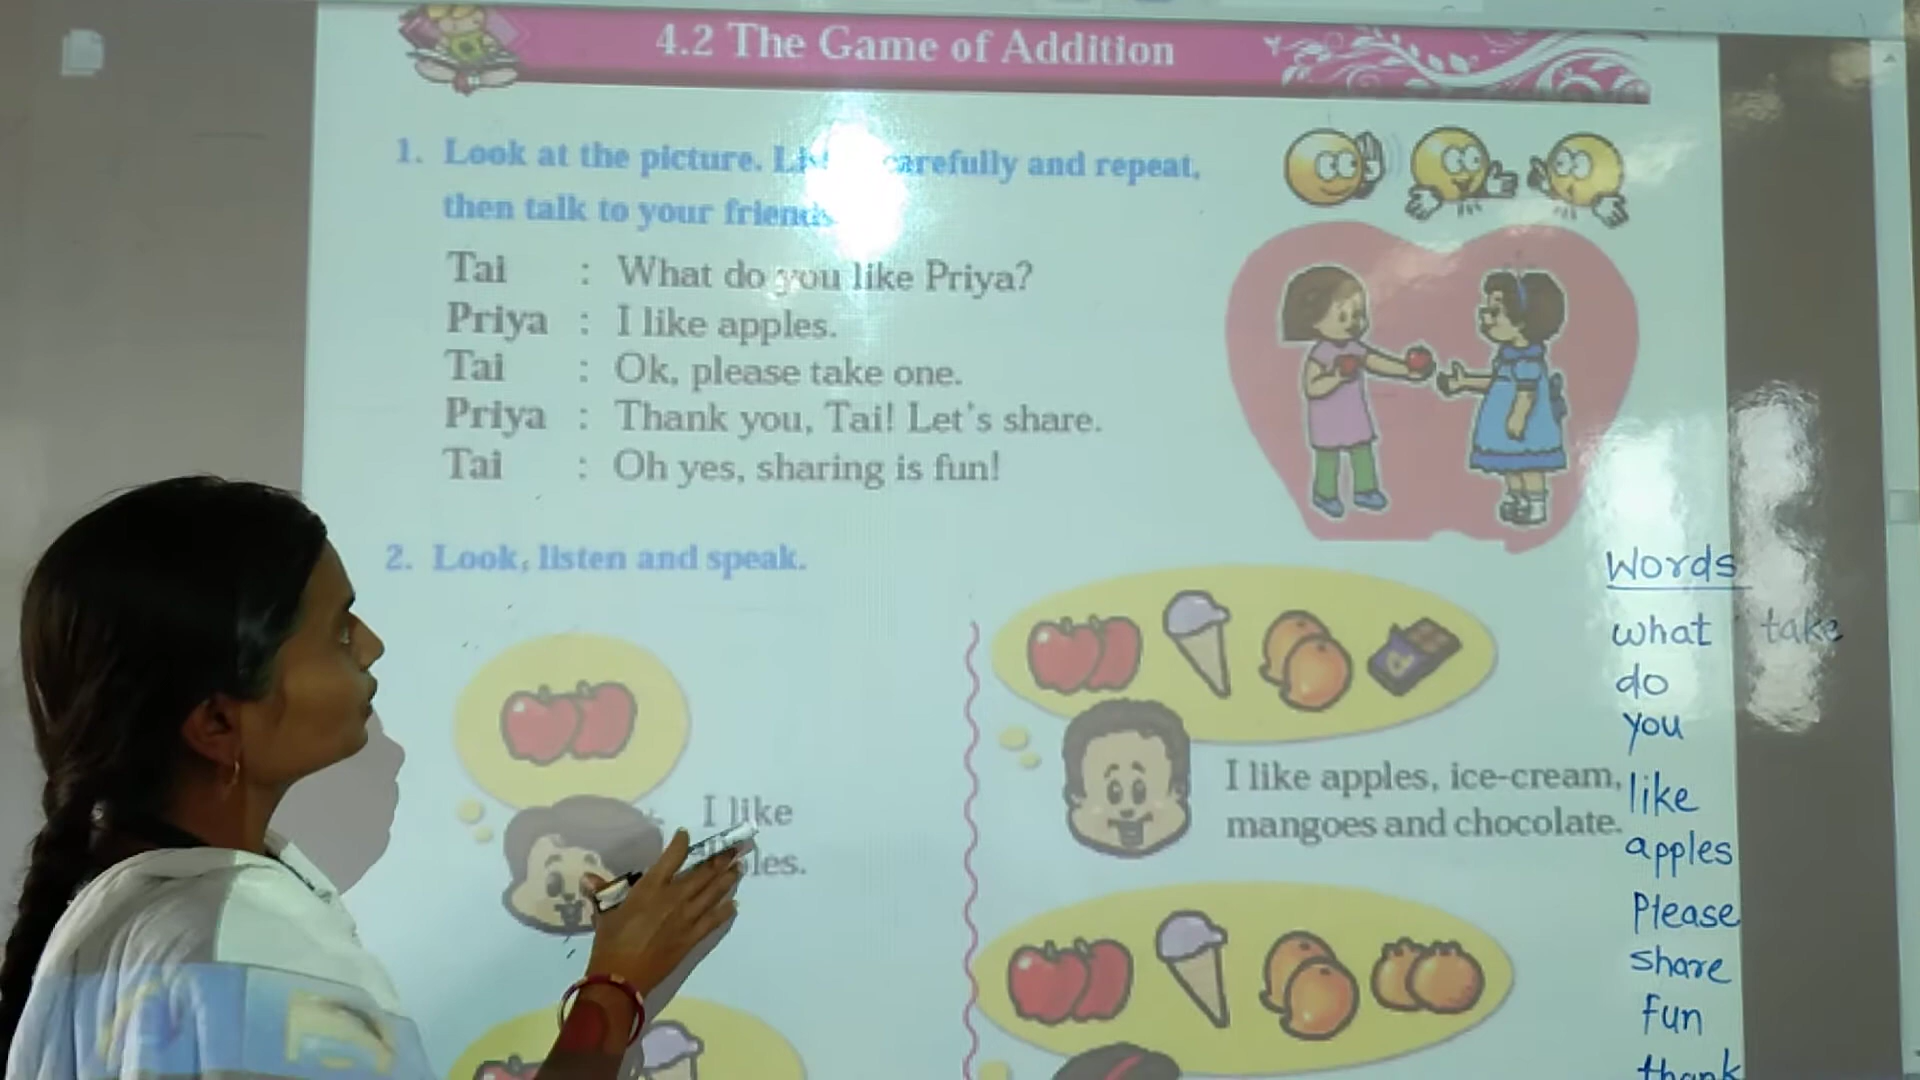 4.2 The Game of Addition
1. Look at the picture. carefully and repeat,
then talk to your friends
Tai : What do you like Priya?
Priya : I like apples.
Tai : Ok, please take one.
Priya : Thank you, Tai! Let's share.
Tai : Oh yes, sharing is fun!
2. Look, listen and speak.
I like
I like apples, ice-cream,
mangoes and chocolate.
Words
what take
do
you
like
apples
Please
share
fun
thank